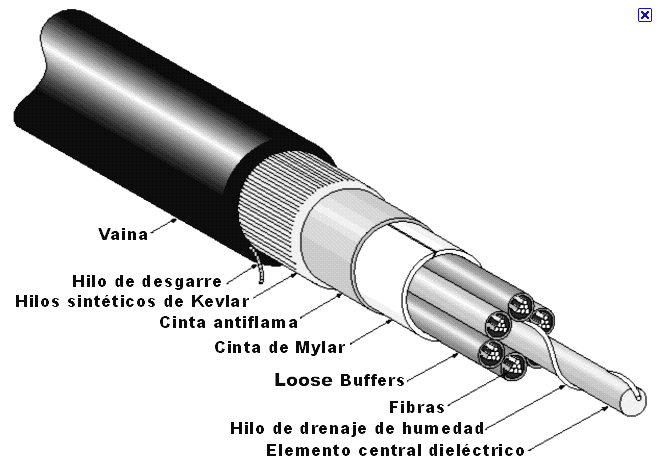 Vaina
Hilo de desgarre
Hilos sintéticos de Kevlar
Cinta antiflama
Cinta de Mylar
Loose Buffers
Fibras
Hilo de drenaje de humedad
Elemento central dieléctrico